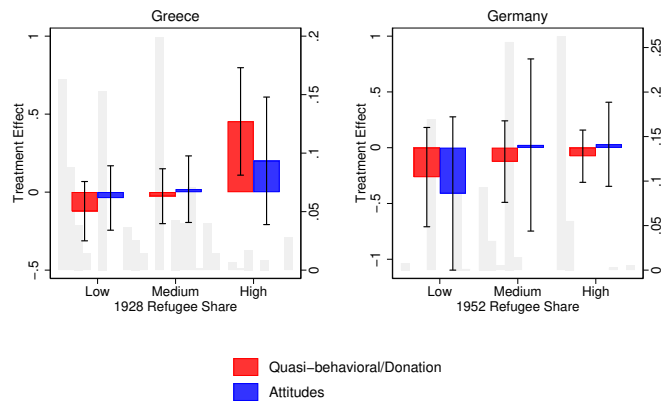 Greece
Germany
Treatment Effect
1
.5
0
-.5
.2
.15
.1
.05
0
Low
Medium
High
1928 Refugee Share
Treatment Effect
1
.5
0
-.5
-1
.25
.2
.15
.1
.05
0
Low
Medium
High
1952 Refugee Share
Quasi-behavioral/Donation
Attitudes